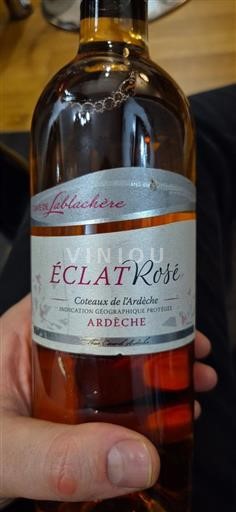 Lablachère
VINIOU
ÉCLAT Rosé
Coteaux de l'Ardèche
INDICATION GÉOGRAPHIQUE PROTÉGÉE
ARDÈCHE